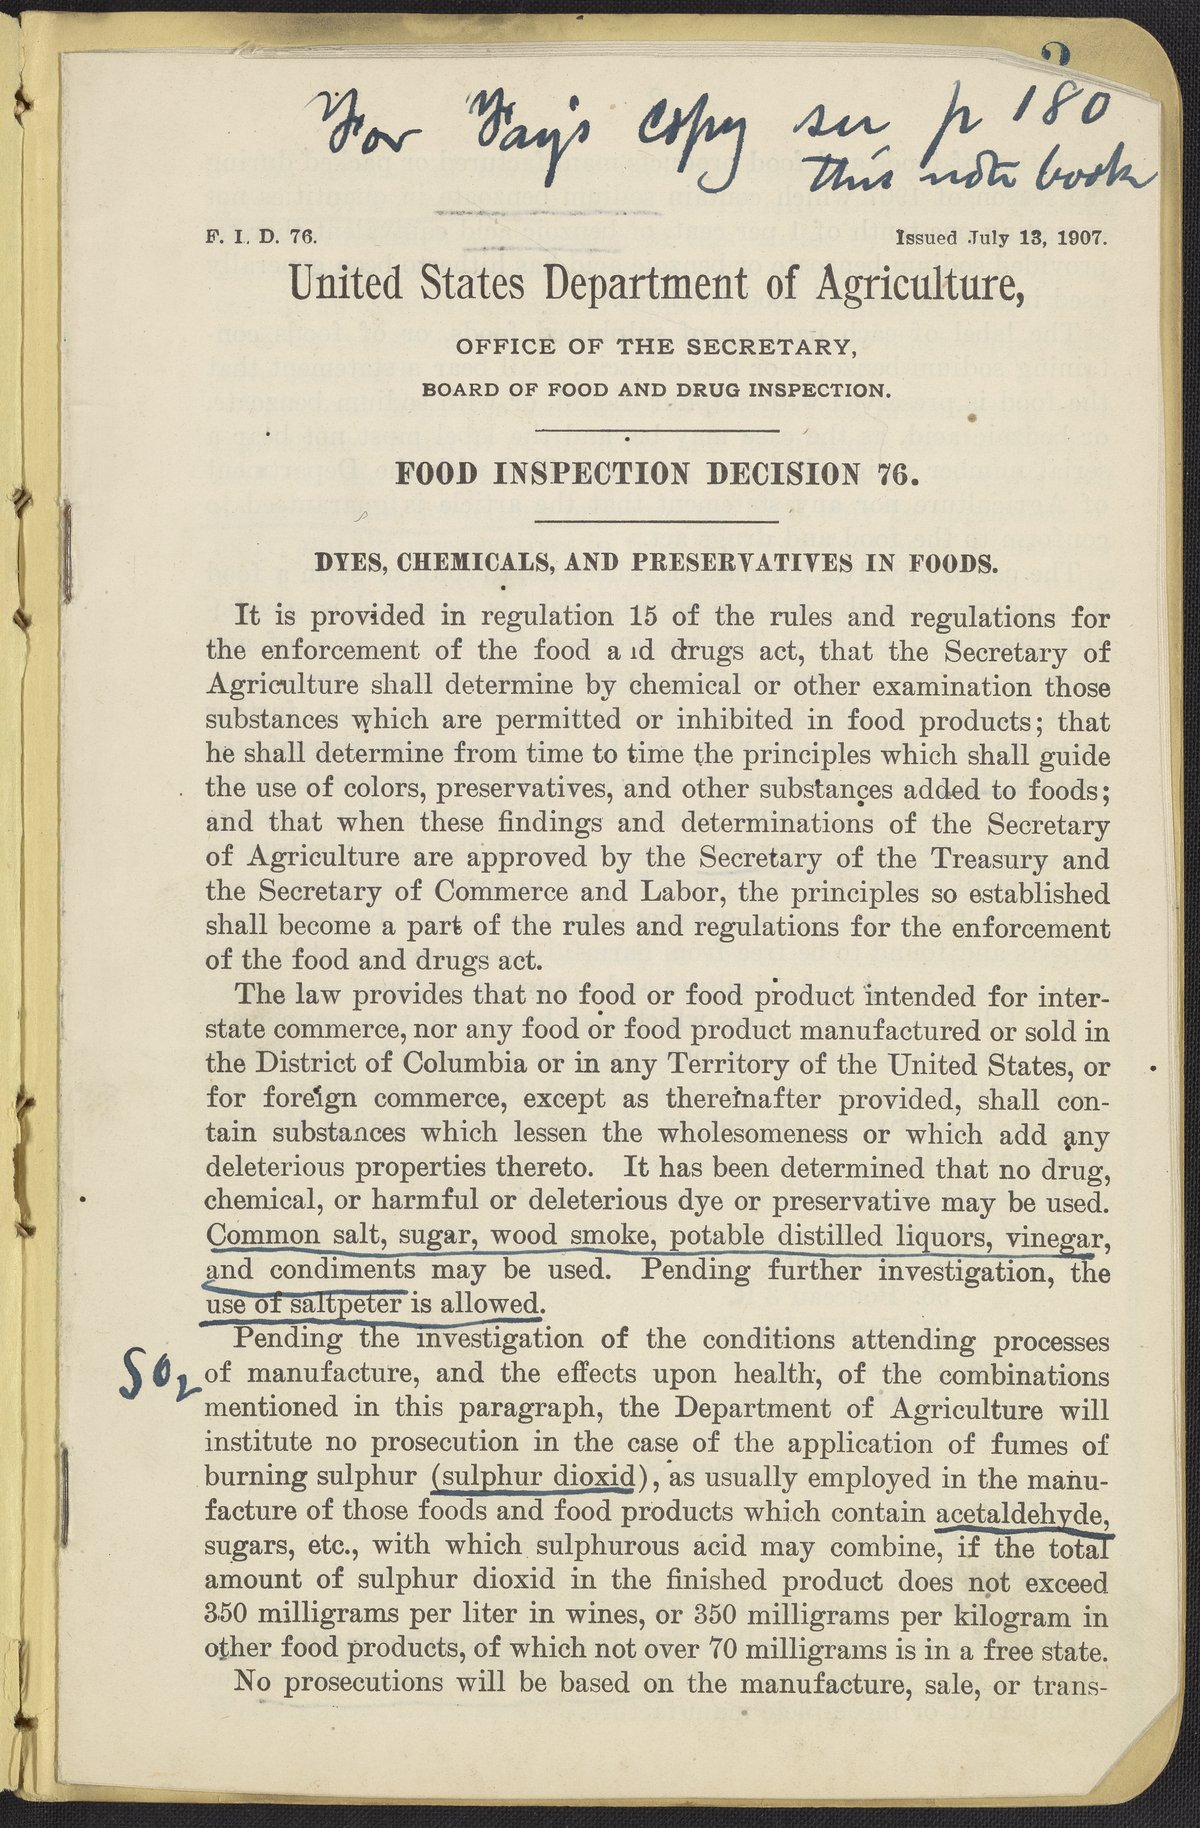 For Fay's copy see p 180
this note book
F. I. D. 76.
Issued July 13, 1907.
United States Department of Agriculture,
OFFICE OF THE SECRETARY,
BOARD OF FOOD AND DRUG INSPECTION.
FOOD INSPECTION DECISION 76.
DYES, CHEMICALS, AND PRESERVATIVES IN FOODS.
It is provided in regulation 15 of the rules and regulations for
the enforcement of the food and drugs act, that the Secretary of
Agriculture shall determine by chemical or other examination those
substances which are permitted or inhibited in food products; that
he shall determine from time to time the principles which shall guide
the use of colors, preservatives, and other substances added to foods;
and that when these findings and determinations of the Secretary
of Agriculture are approved by the Secretary of the Treasury and
the Secretary of Commerce and Labor, the principles so established
shall become a part of the rules and regulations for the enforcement
of the food and drugs act.
The law provides that no food or food product intended for inter-
state commerce, nor any food or food product manufactured or sold in
the District of Columbia or in any Territory of the United States, or
for foreign commerce, except as thereinafter provided, shall con-
tain substances which lessen the wholesomeness or which add any
deleterious properties thereto. It has been determined that no drug,
chemical, or harmful or deleterious dye or preservative may be used.
Common salt, sugar, wood smoke, potable distilled liquors, vinegar,
and condiments may be used. Pending further investigation, the
use of saltpeter is allowed.
Pending the investigation of the conditions attending processes
SO2
of manufacture, and the effects upon health, of the combinations
mentioned in this paragraph, the Department of Agriculture will
institute no prosecution in the case of the application of fumes of
burning sulphur (sulphur dioxid), as usually employed in the manu-
facture of those foods and food products which contain acetaldehyde,
sugars, etc., with which sulphurous acid may combine, if the total
amount of sulphur dioxid in the finished product does not exceed
350 milligrams per liter in wines, or 350 milligrams per kilogram in
other food products, of which not over 70 milligrams is in a free state.
No prosecutions will be based on the manufacture, sale, or trans-